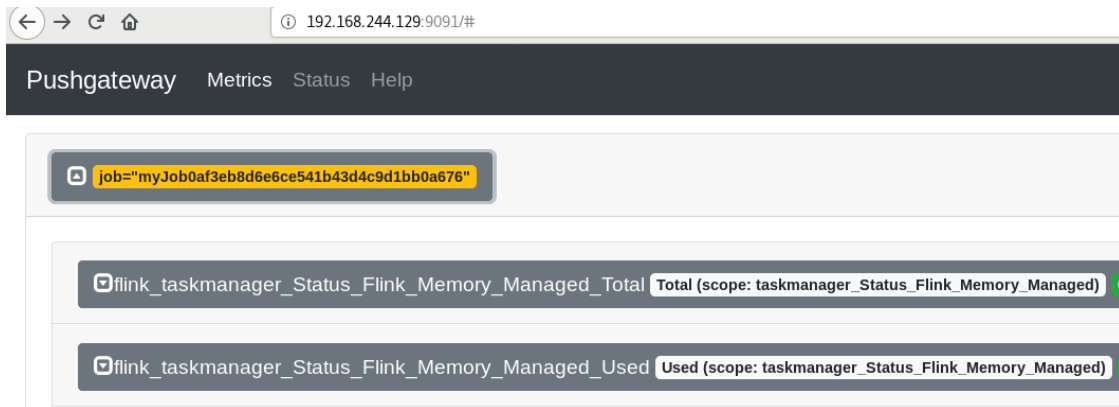 192.168.244.129:9091/#
Pushgateway Metrics Status Help
job="myJob0af3eb8d6e6ce541b43d4c9d1bb0a676"
flink_taskmanager_Status_Flink_Memory_Managed_Total Total (scope: taskmanager_Status_Flink_Memory_Managed)
flink_taskmanager_Status_Flink_Memory_Managed_Used Used (scope: taskmanager_Status_Flink_Memory_Managed)